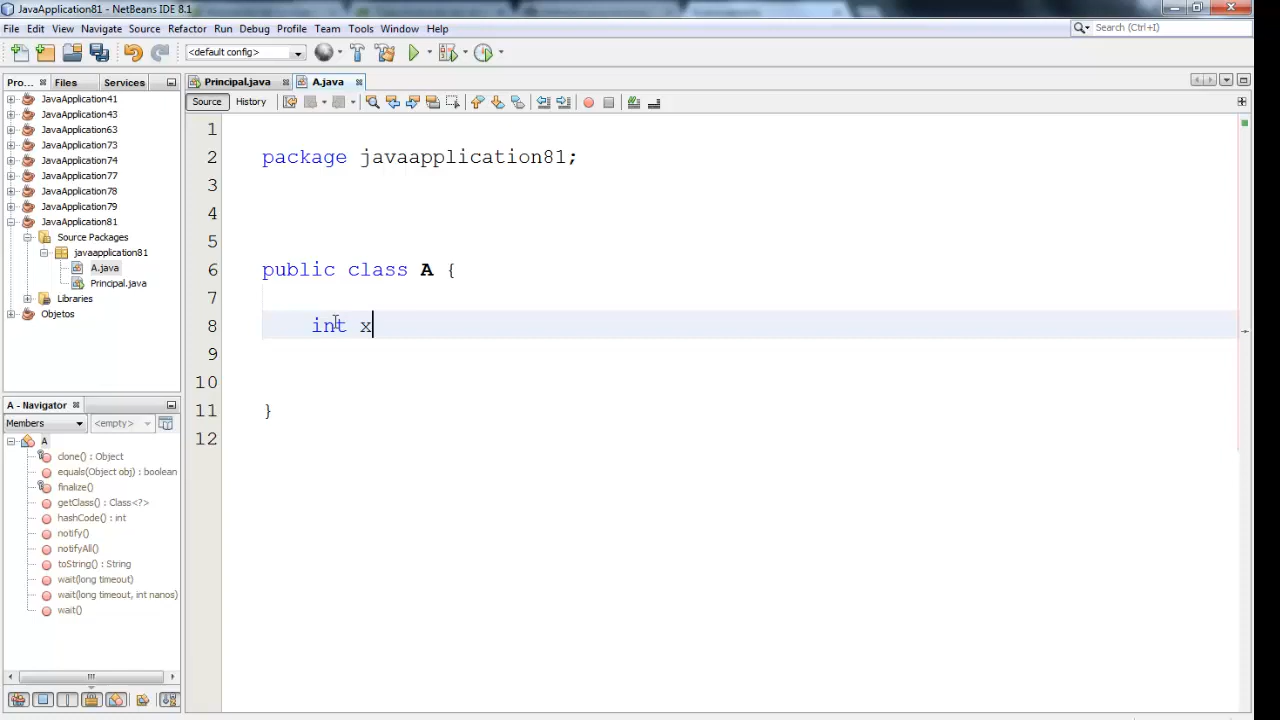 JavaApplication81 - NetBeans IDE 8.1
File Edit View Navigate Source Refactor Run Debug Profile Team Tools Window Help
Search (Ctrl+I)
<default config>
Pro... Files Services
Principal.java A.java
Source History
JavaApplication41
JavaApplication43
JavaApplication63
JavaApplication73
JavaApplication74
JavaApplication77
JavaApplication78
JavaApplication79
JavaApplication81
Source Packages
javaapplication81
A.java
Principal.java
Libraries
Objetos
1
2 package javaapplication81;
3
4
5
6 public class A {
7
8 int x
9
10
11 }
12
A - Navigator
Members <empty>
A
clone() : Object
equals(Object obj) : boolean
finalize()
getClass() : Class<?>
hashCode() : int
notify()
notifyAll()
toString() : String
wait(long timeout)
wait(long timeout, int nanos)
wait()